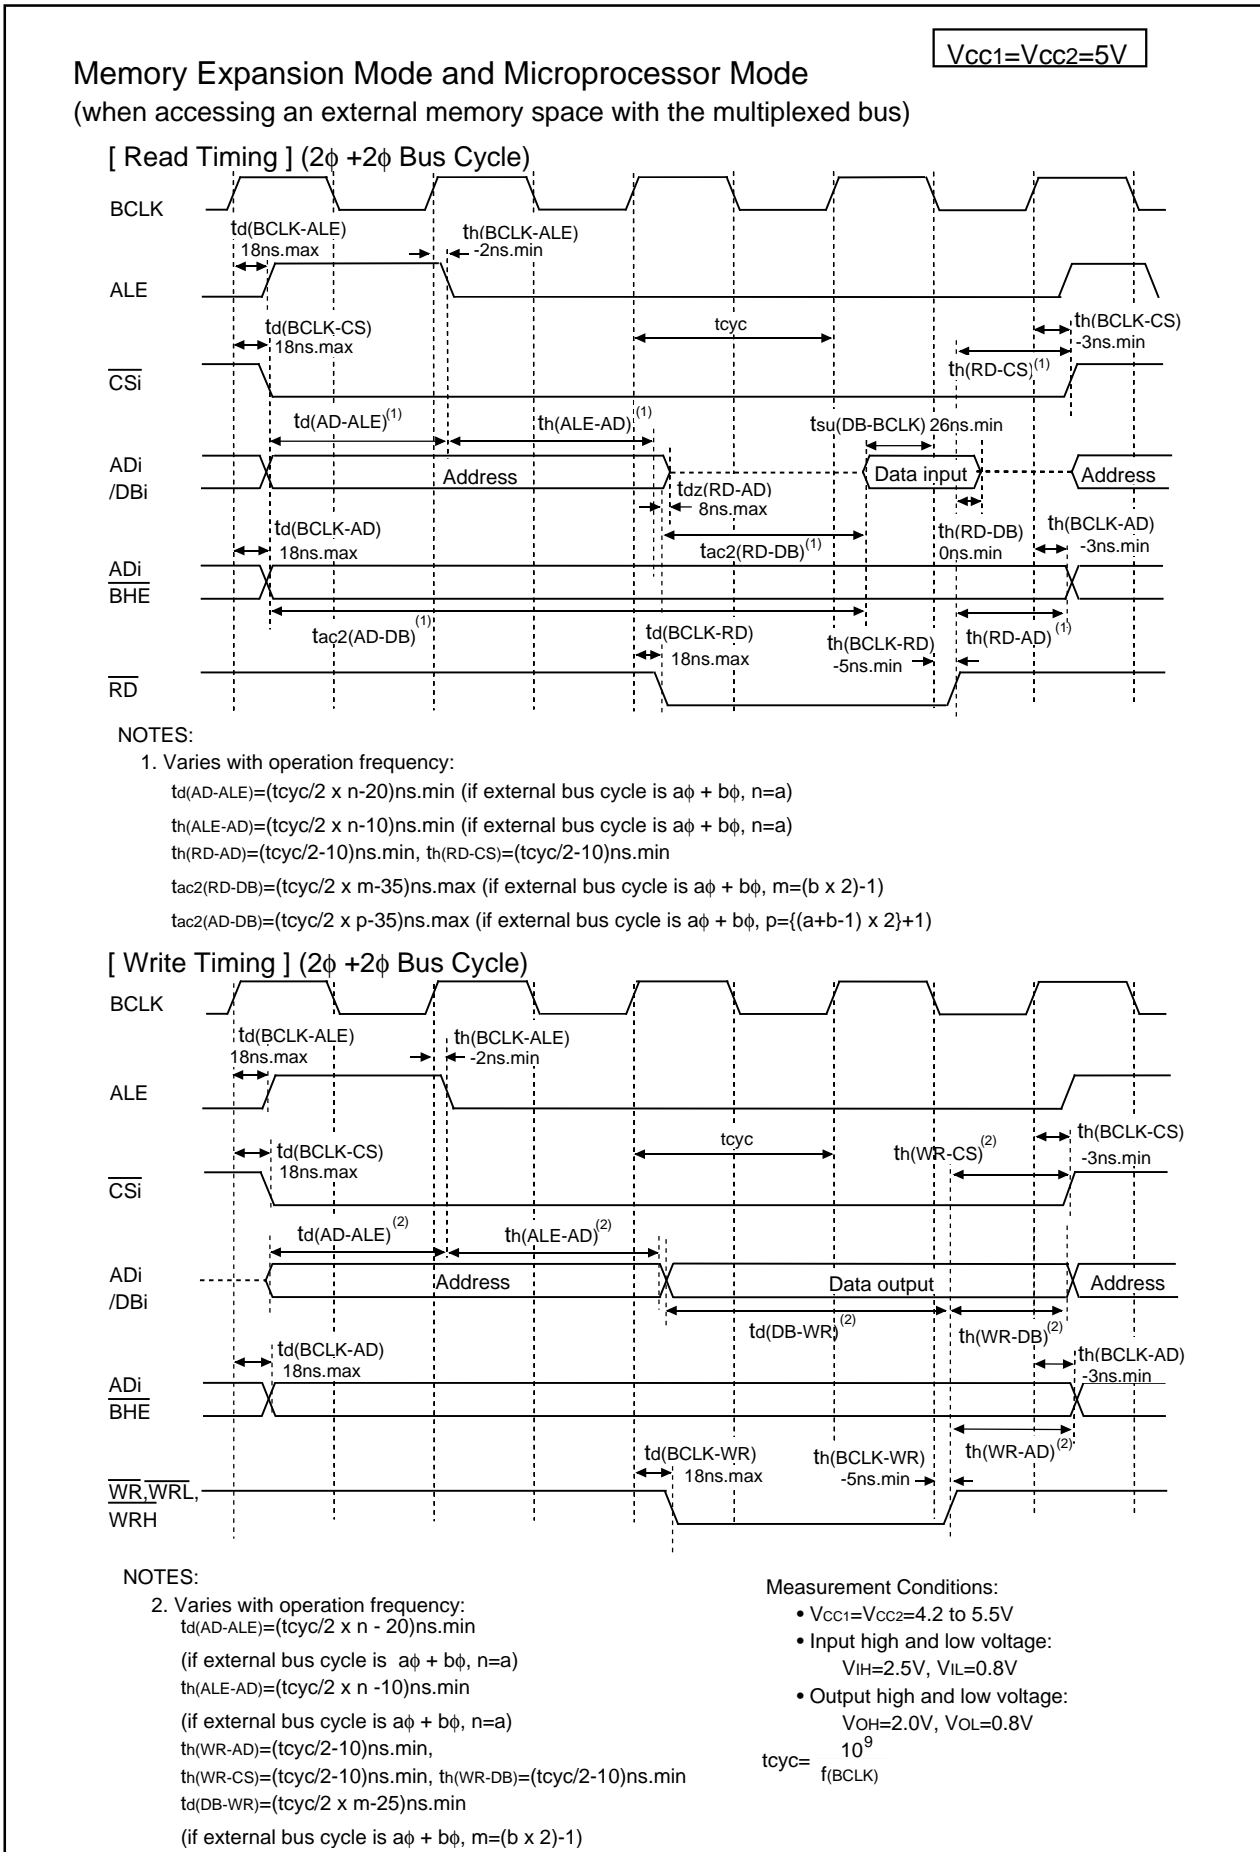 Vcc1=Vcc2=5V
Memory Expansion Mode and Microprocessor Mode
(when accessing an external memory space with the multiplexed bus)
[ Read Timing ] (2ϕ +2ϕ Bus Cycle)
BCLK
td(BCLK-ALE)
18ns.max
th(BCLK-ALE)
-2ns.min
ALE
td(BCLK-CS)
18ns.max
tcyc
th(BCLK-CS)
-3ns.min
th(RD-CS)(1)
CSi
td(AD-ALE)(1)
th(ALE-AD)(1)
tsu(DB-BCLK) 26ns.min
ADi
/DBi
Address
Data input
Address
tdz(RD-AD)
8ns.max
td(BCLK-AD)
18ns.max
tac2(RD-DB)(1)
th(RD-DB)
0ns.min
th(BCLK-AD)
-3ns.min
ADi
BHE
tac2(AD-DB)(1)
td(BCLK-RD)
18ns.max
th(BCLK-RD)
-5ns.min
th(RD-AD)(1)
RD
NOTES:
1. Varies with operation frequency:
td(AD-ALE)=(tcyc/2 x n-20)ns.min (if external bus cycle is aϕ + bϕ, n=a)
th(ALE-AD)=(tcyc/2 x n-10)ns.min (if external bus cycle is aϕ + bϕ, n=a)
th(RD-AD)=(tcyc/2-10)ns.min, th(RD-CS)=(tcyc/2-10)ns.min
tac2(RD-DB)=(tcyc/2 x m-35)ns.max (if external bus cycle is aϕ + bϕ, m=(b x 2)-1)
tac2(AD-DB)=(tcyc/2 x p-35)ns.max (if external bus cycle is aϕ + bϕ, p={(a+b-1) x 2}+1)
[ Write Timing ] (2ϕ +2ϕ Bus Cycle)
BCLK
td(BCLK-ALE)
18ns.max
th(BCLK-ALE)
-2ns.min
ALE
td(BCLK-CS)
18ns.max
tcyc
th(WR-CS)(2)
th(BCLK-CS)
-3ns.min
CSi
td(AD-ALE)(2)
th(ALE-AD)(2)
ADi
/DBi
Address
Data output
Address
td(DB-WR)(2)
th(WR-DB)(2)
td(BCLK-AD)
18ns.max
th(BCLK-AD)
-3ns.min
ADi
BHE
td(BCLK-WR)
18ns.max
th(BCLK-WR)
-5ns.min
th(WR-AD)(2)
WR,WRL,
WRH
NOTES:
2. Varies with operation frequency:
td(AD-ALE)=(tcyc/2 x n - 20)ns.min
(if external bus cycle is aϕ + bϕ, n=a)
th(ALE-AD)=(tcyc/2 x n -10)ns.min
(if external bus cycle is aϕ + bϕ, n=a)
th(WR-AD)=(tcyc/2-10)ns.min,
th(WR-CS)=(tcyc/2-10)ns.min, th(WR-DB)=(tcyc/2-10)ns.min
td(DB-WR)=(tcyc/2 x m-25)ns.min
(if external bus cycle is aϕ + bϕ, m=(b x 2)-1)
Measurement Conditions:
• VCC1=VCC2=4.2 to 5.5V
• Input high and low voltage:
VIH=2.5V, VIL=0.8V
• Output high and low voltage:
VOH=2.0V, VOL=0.8V
tcyc= 10^9 / f(BCLK)